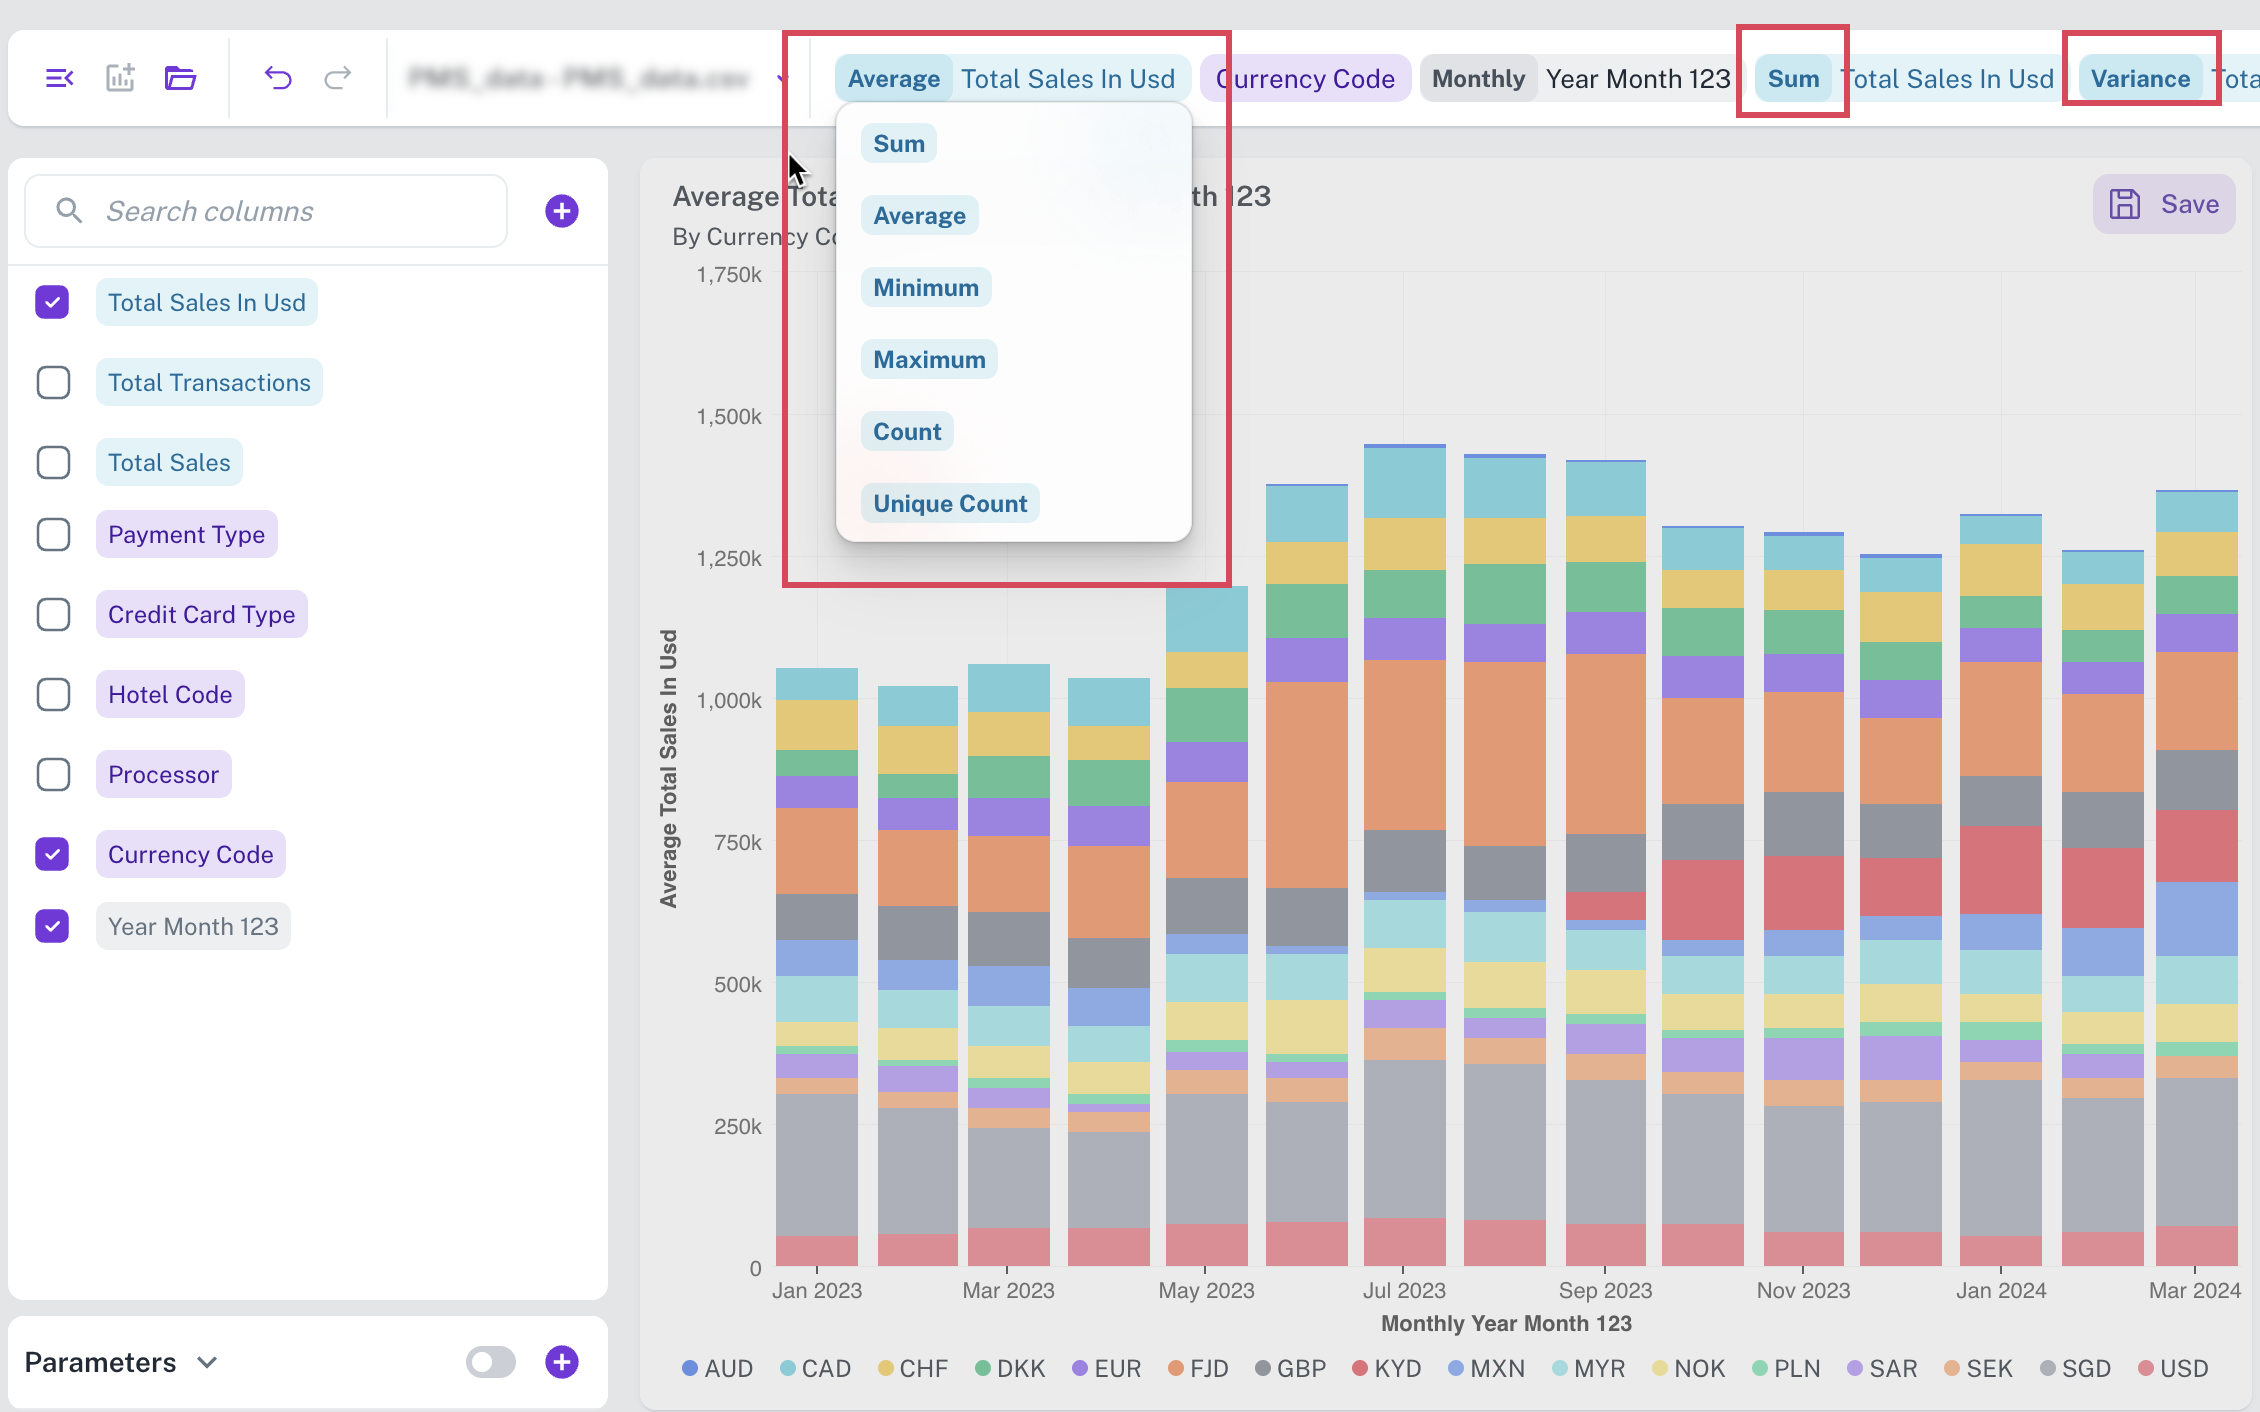 Average Total Sales In Usd Currency Code Monthly Year Month 123 Sum Total Sales In Usd Variance Tota
Sum
Average
Minimum
Maximum
Count
Unique Count
Search columns
Total Sales In Usd
Total Transactions
Total Sales
Payment Type
Credit Card Type
Hotel Code
Processor
Currency Code
Year Month 123
Parameters
Average Tota th 123
By Currency Co
Save
1,750k
1,500k
1,250k
1,000k
750k
500k
250k
0
Average Total Sales In Usd
Jan 2023 Mar 2023 May 2023 Jul 2023 Sep 2023 Nov 2023 Jan 2024 Mar 2024
Monthly Year Month 123
AUD CAD CHF DKK EUR FJD GBP KYD MXN MYR NOK PLN SAR SEK SGD USD